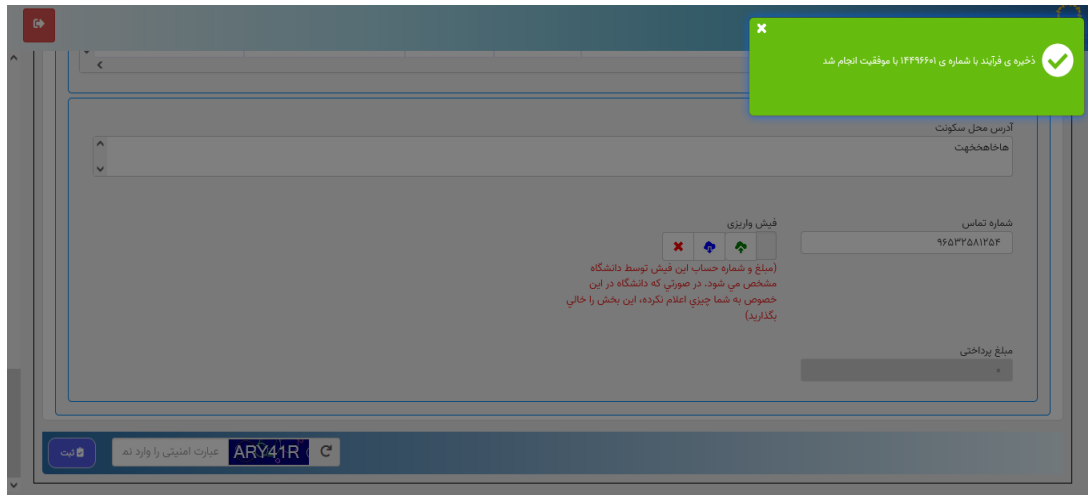 ذخیره ی فرآیند با شماره ی ۱۴۴۹۶۶۰۱ با موفقیت انجام شد
آدرس محل سکونت
هاخاهخخهت
شماره تماس
۹۶۵۳۲۵۸۱۲۵۴
فیش واریزی
(مبلغ و شماره حساب این فیش توسط دانشگاه
مشخص مي شود. در صورتي كه دانشگاه در اين
خصوص به شما چيزي اعلام نكرده، اين بخش را خالي
بگذاريد)
مبلغ پرداختی
۰
ARY41R
عبارت امنیتی را وارد نم
ثبت